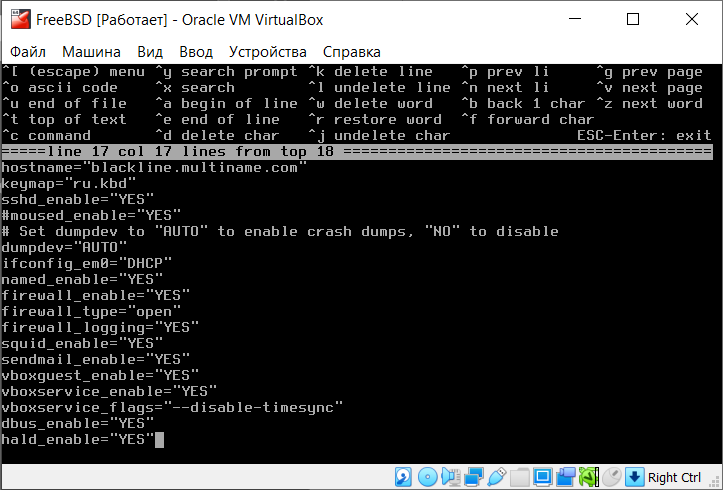 FreeBSD [Работает] - Oracle VM VirtualBox
Файл Машина Вид Ввод Устройства Справка
^[ (escape) menu ^y search prompt ^k delete line ^p prev li ^g prev page
^o ascii code ^x search ^l undelete line ^n next li ^v next page
^u end of file ^a begin of line ^w delete word ^b back 1 char ^z next word
^t top of text ^e end of line ^r restore word ^f forward char
^c command ^d delete char ^j undelete char ESC-Enter: exit
=====line 17 col 17 lines from top 18 ============================================
hostname="blackline.multiname.com"
keymap="ru.kbd"
sshd_enable="YES"
#moused_enable="YES"
# Set dumpdev to "AUTO" to enable crash dumps, "NO" to disable
dumpdev="AUTO"
ifconfig_em0="DHCP"
named_enable="YES"
firewall_enable="YES"
firewall_type="open"
firewall_logging="YES"
squid_enable="YES"
sendmail_enable="YES"
vboxguest_enable="YES"
vboxservice_enable="YES"
vboxservice_flags="--disable-timesync"
dbus_enable="YES"
hald_enable="YES"
Right Ctrl